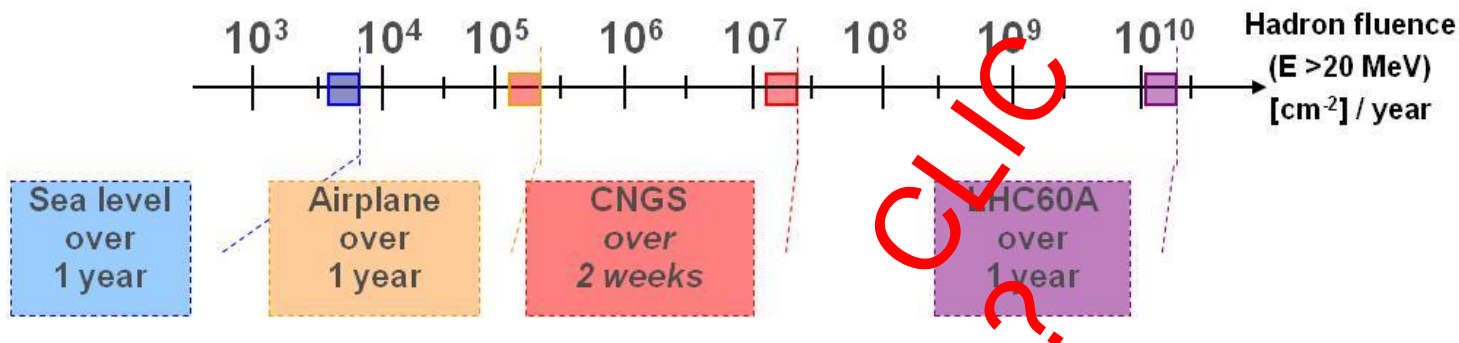 10³ 10⁴ 10⁵ 10⁶ 10⁷ 10⁸ 10⁹ 10¹⁰
Hadron fluence
(E >20 MeV)
[cm⁻²] / year
Sea level
over
1 year
Airplane
over
1 year
CNGS
over
2 weeks
LHC60A
over
1 year
CLIC
?